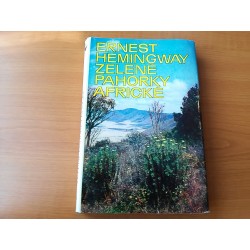 ERNEST
HEMINGWAY
ZELENÉ
PAHORKY
AFRICKÉ